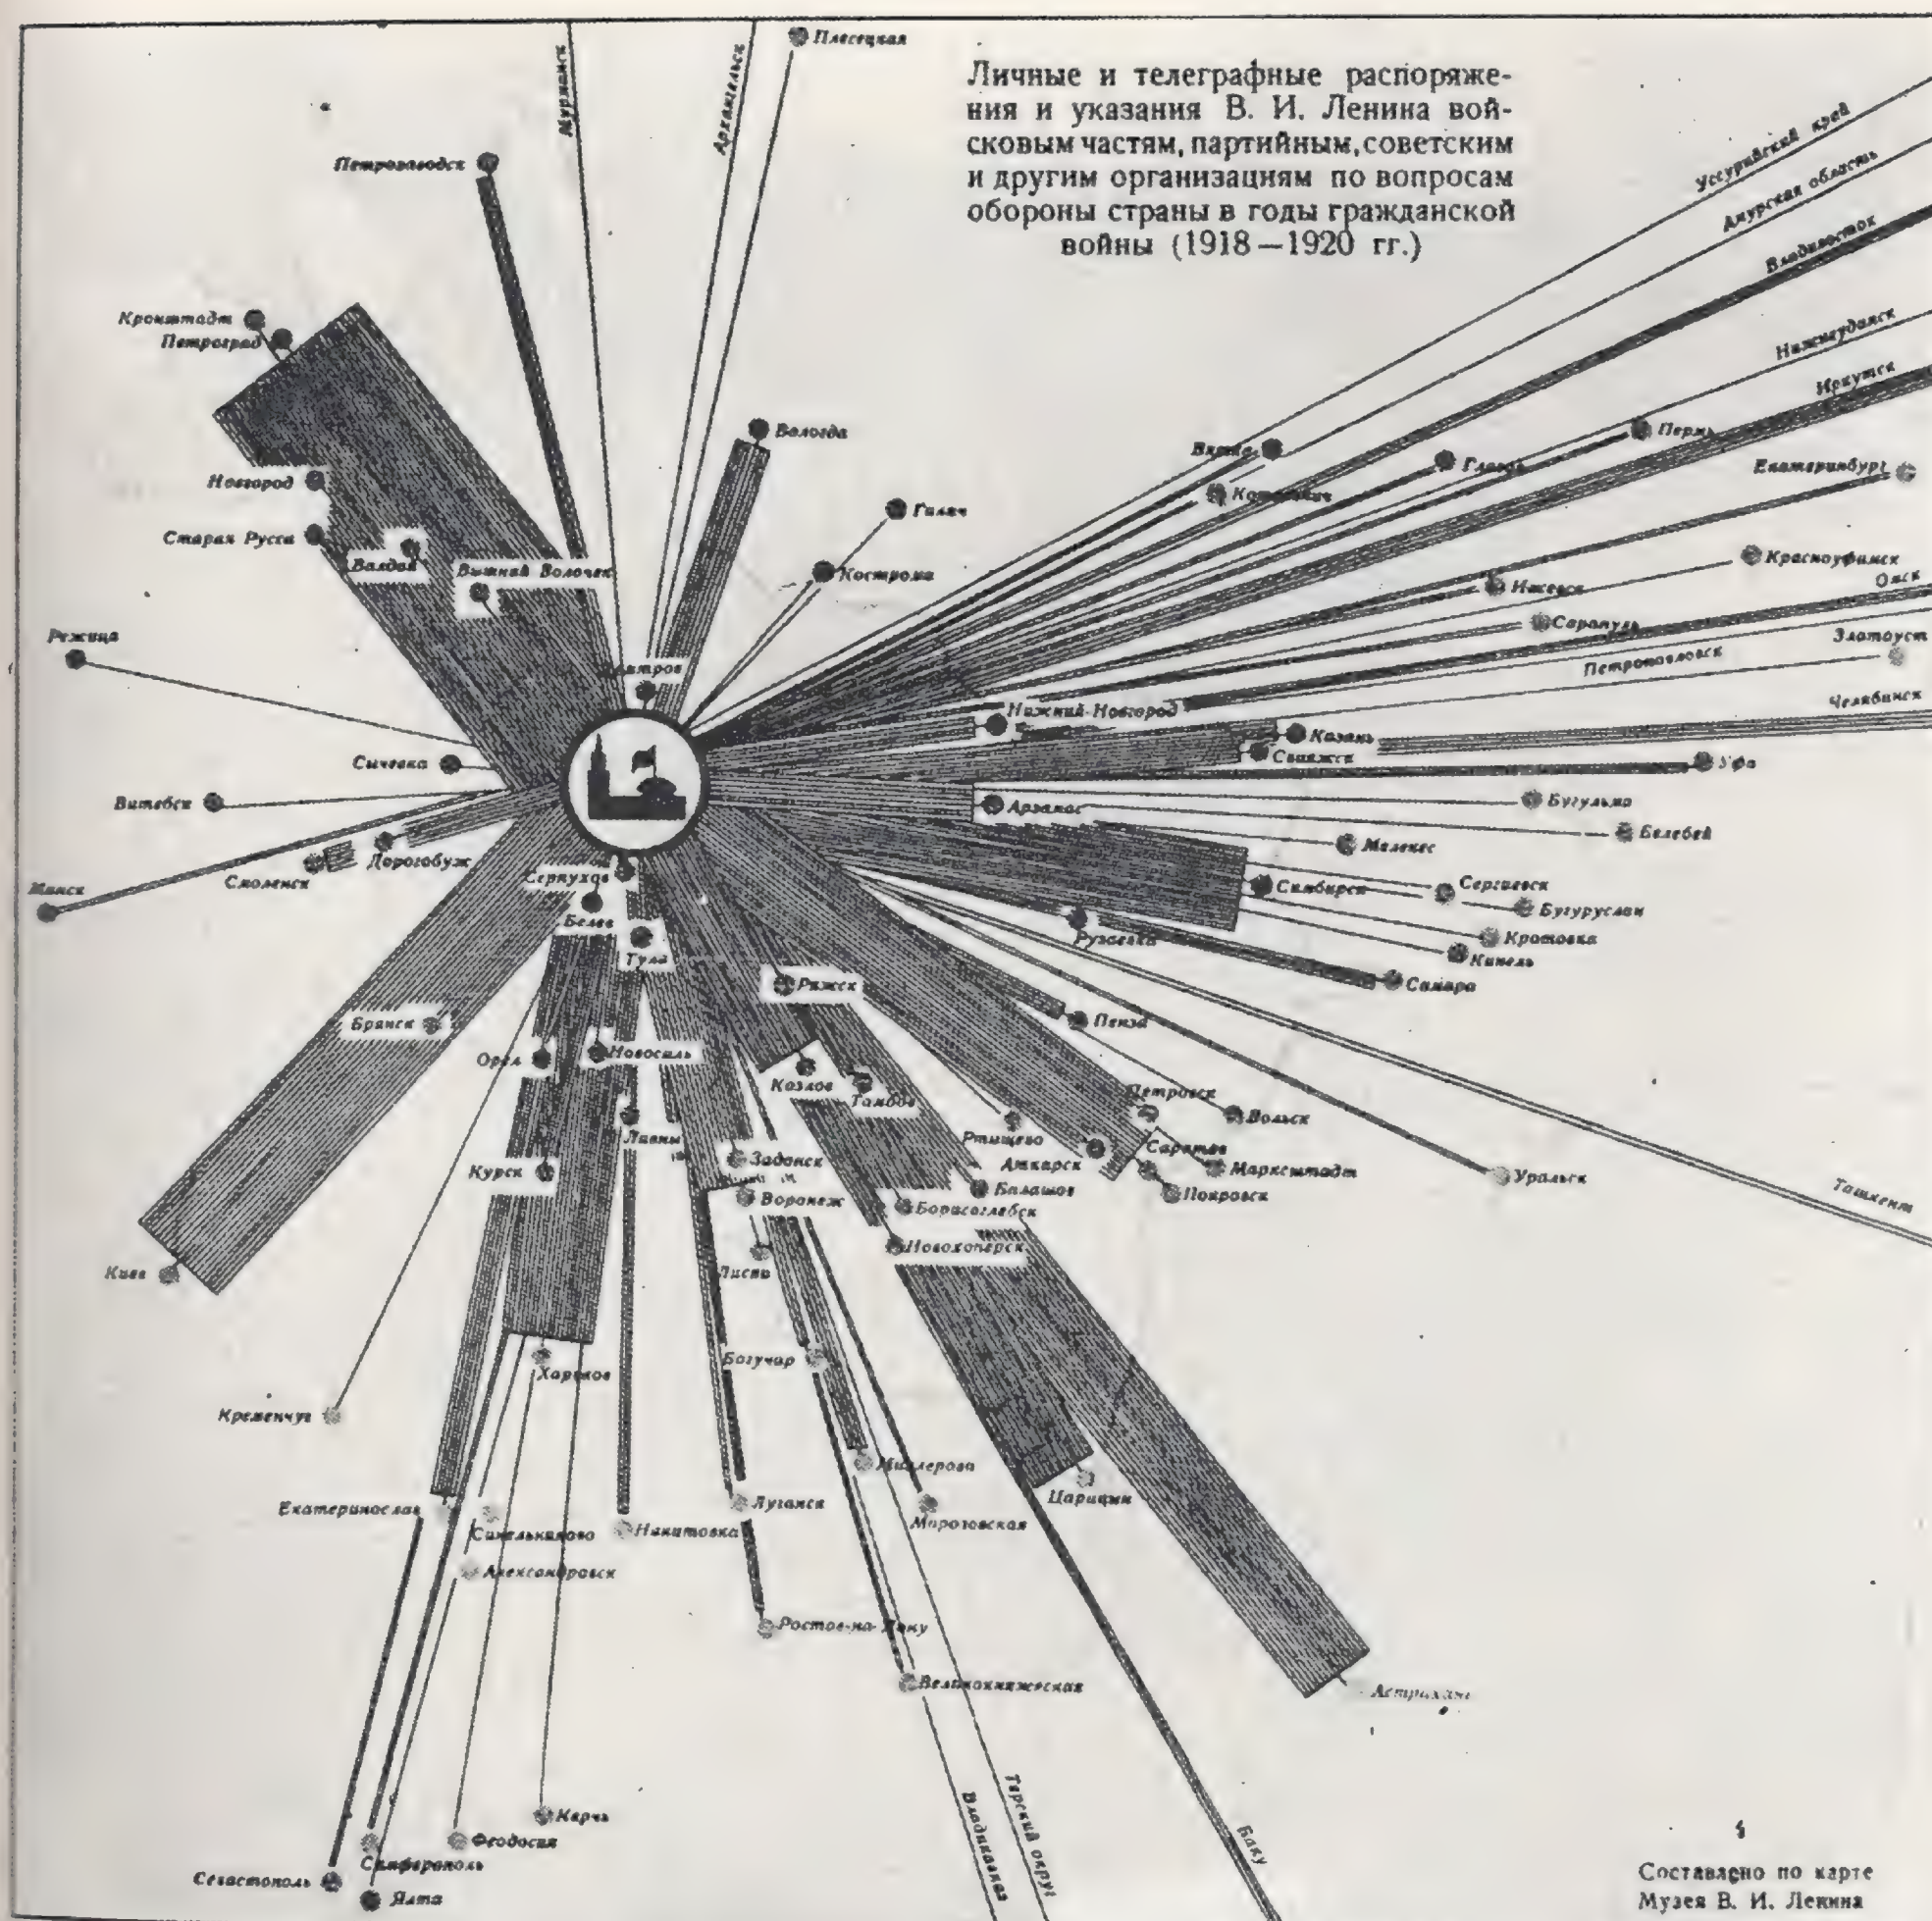 Личные и телеграфные распоряже-
ния и указания В. И. Ленина вой-
сковым частям, партийным, советским
и другим организациям по вопросам
обороны страны в годы гражданской
войны (1918—1920 гг.)
Мурманск
Архангельск
Плесецкая
Петрозаводск
Уссурийский край
Амурская область
Владивосток
Нижнеудинск
Иркутск
Кронштадт
Петроград
Вологда
Галич
Кострома
Вятка
Котельнич
Глазов
Пермь
Екатеринбург
Новгород
Старая Русса
Валдай
Вышний Волочек
Красноуфимск
Омск
Сарапуль
Златоуст
Петропавловск
Челябинск
Режица
Нижний-Новгород
Казань
Свияжск
Уфа
Сычевка
Витебск
Арзамас
Бугульма
Белебей
Мелекес
Дорогобуж
Смоленск
Минск
Серпухов
Белев
Тула
Симбирск
Сергиевск
Бугуруслан
Кротовка
Кинель
Рузаевка
Самара
Ряжск
Пенза
Брянск
Орел
Новосиль
Козлов
Тамбов
Петровск
Вольск
Ливны
Ртищево
Аткарск
Саратов
Марксштадт
Покровск
Уральск
Ташкент
Курск
Задонск
Воронеж
Балашов
Борисоглебск
Новохоперск
Лиски
Киев
Харьков
Богучар
Кременчуг
Миллерово
Царицын
Екатеринослав
Синельниково
Никитовка
Луганск
Морозовская
Александровск
Ростов-на-Дону
Великокняжеская
Астрахань
Керчь
Феодосия
Симферополь
Севастополь
Ялта
Владикавказ
Терский округ
Баку
Составлено по карте
Музея В. И. Ленина